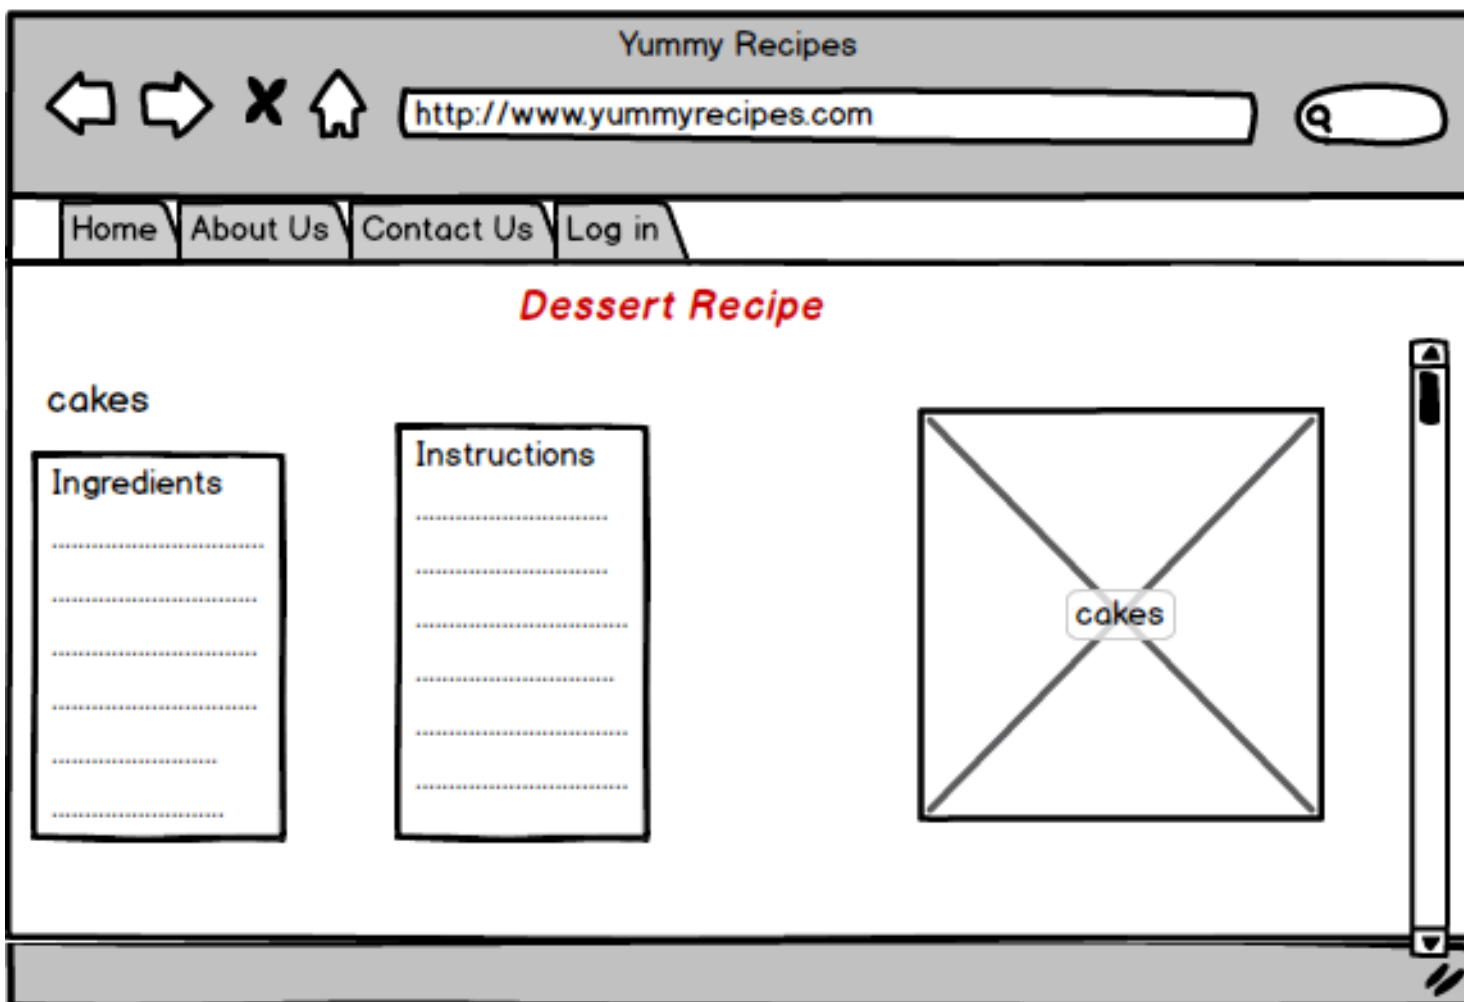 Yummy Recipes
http://www.yummyrecipes.com
Home About Us Contact Us Log in
Dessert Recipe
cakes
Ingredients
................................
...............................
...............................
...............................
.........................
..........................
Instructions
.............................
.............................
................................
..............................
................................
................................
cakes